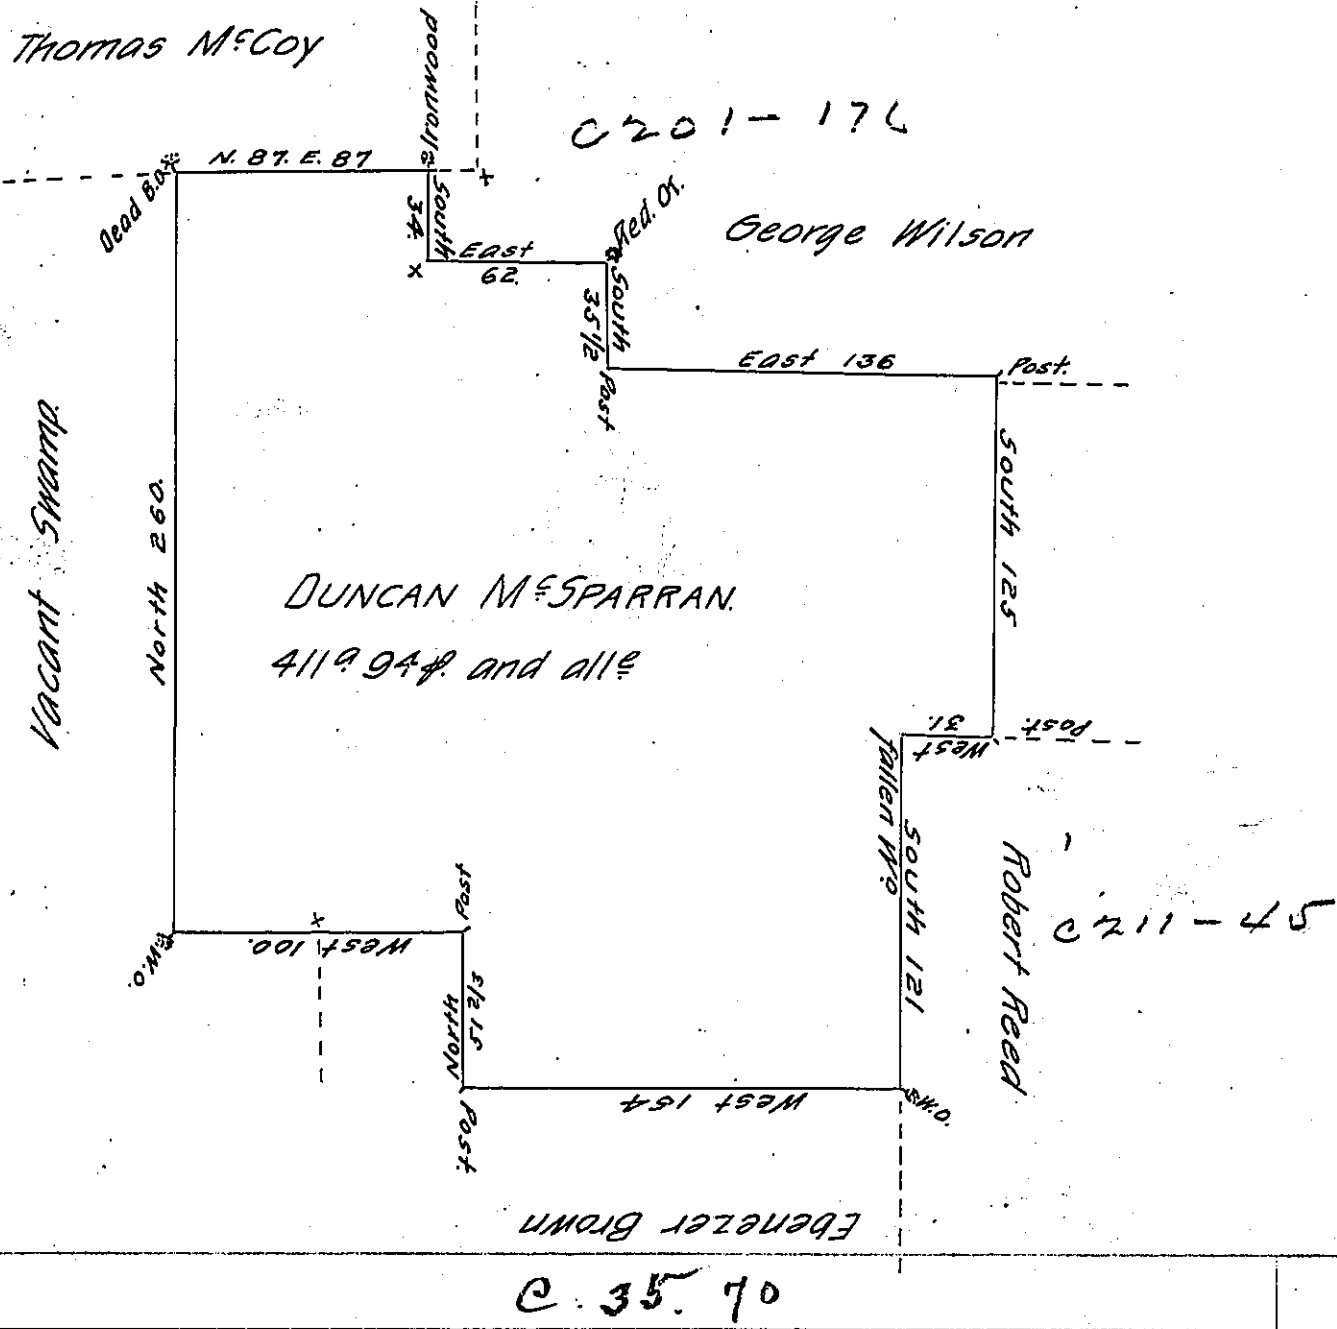 Thomas McCoy
Ironwood
C201-176
N. 87. E. 87
Dead B.O.
South
34.
East
62.
Red. O.
South
35 1/2
Post
George Wilson
East 136
Post.
Vacant Swamp.
North 260.
South 125
DUNCAN McSPARRAN.
411a 94p. and alle
West
31.
Post.
fallen Wo
South 121
Robert Reed
C211-45
W.O.
West 100.
Post
North
51 2/3
Post.
West 154
W.O.
Ebenezer Brown
C. 35. 70